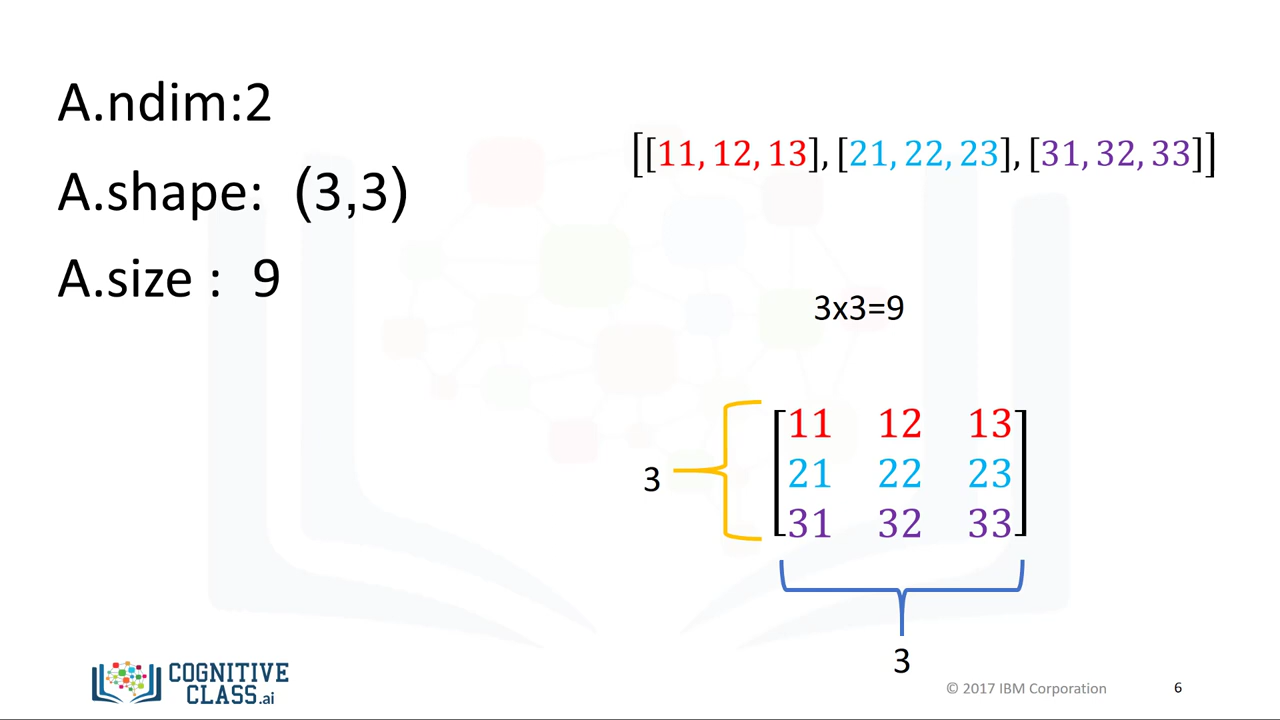 A.ndim:2
A.shape: (3,3)
A.size : 9
[[11, 12, 13], [21, 22, 23], [31, 32, 33]]
3x3=9
11 12 13
21 22 23
31 32 33
3
3
COGNITIVE
CLASS.ai
© 2017 IBM Corporation
6